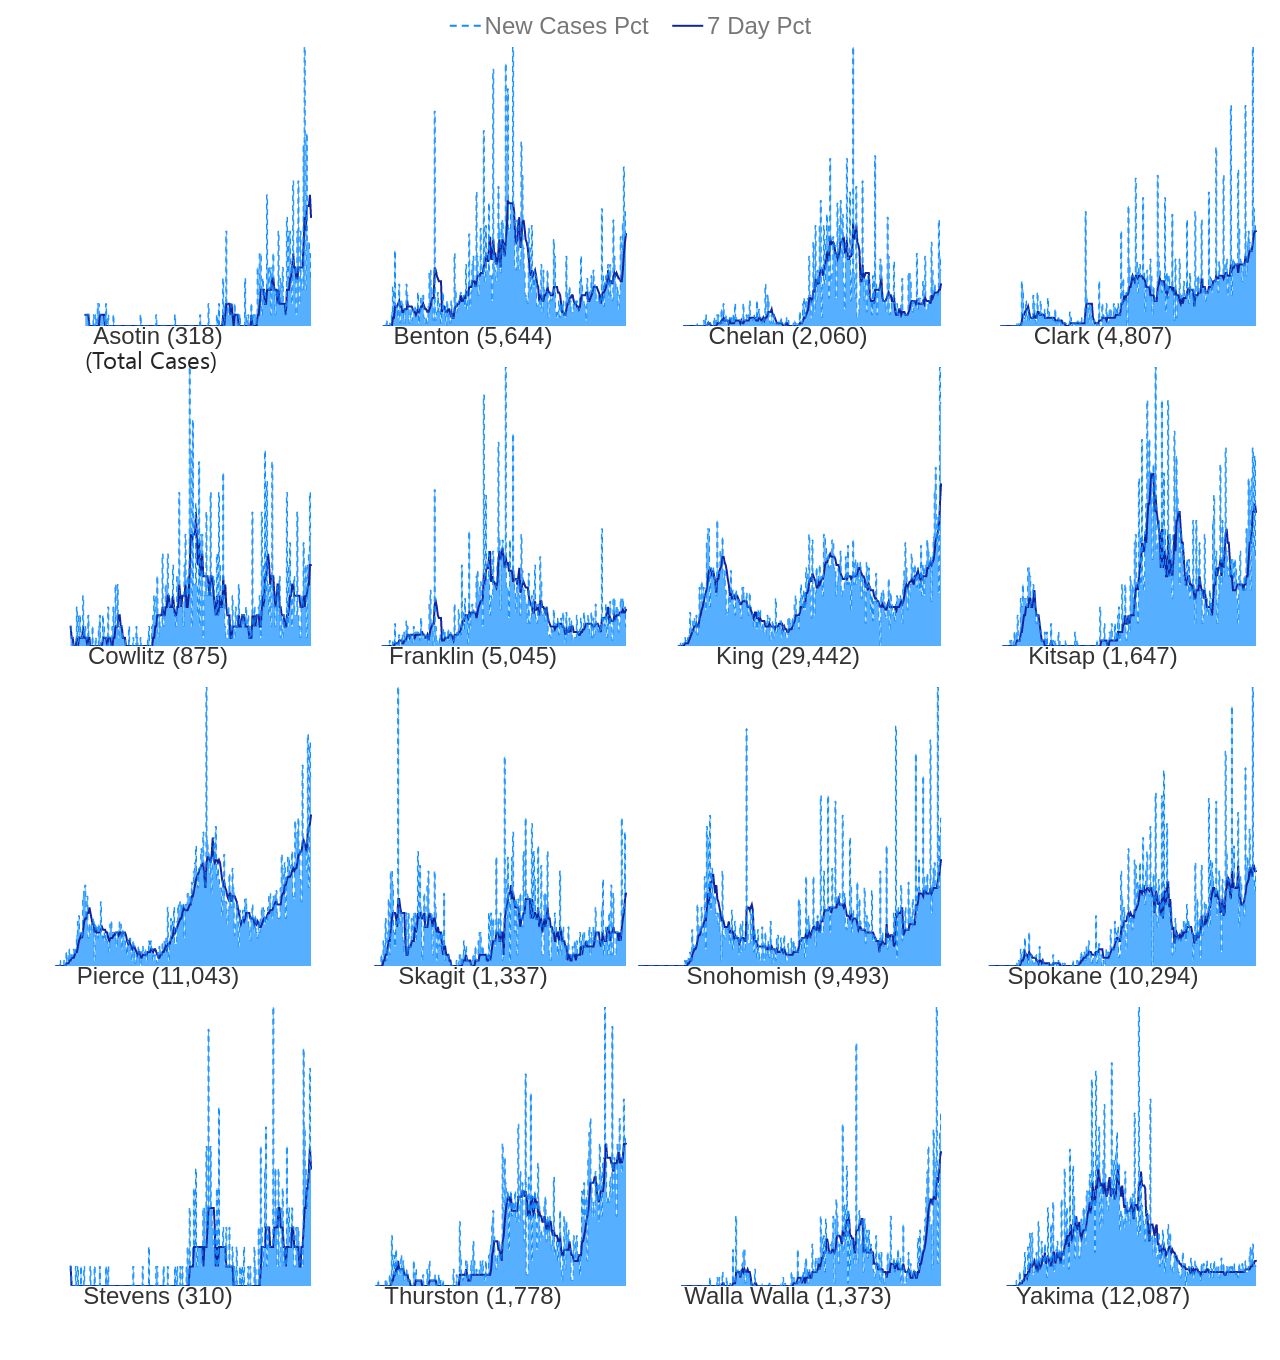 New Cases Pct 7 Day Pct
Asotin (318) Benton (5,644) Chelan (2,060) Clark (4,807)
(Total Cases)
Cowlitz (875) Franklin (5,045) King (29,442) Kitsap (1,647)
Pierce (11,043) Skagit (1,337) Snohomish (9,493) Spokane (10,294)
Stevens (310) Thurston (1,778) Walla Walla (1,373) Yakima (12,087)